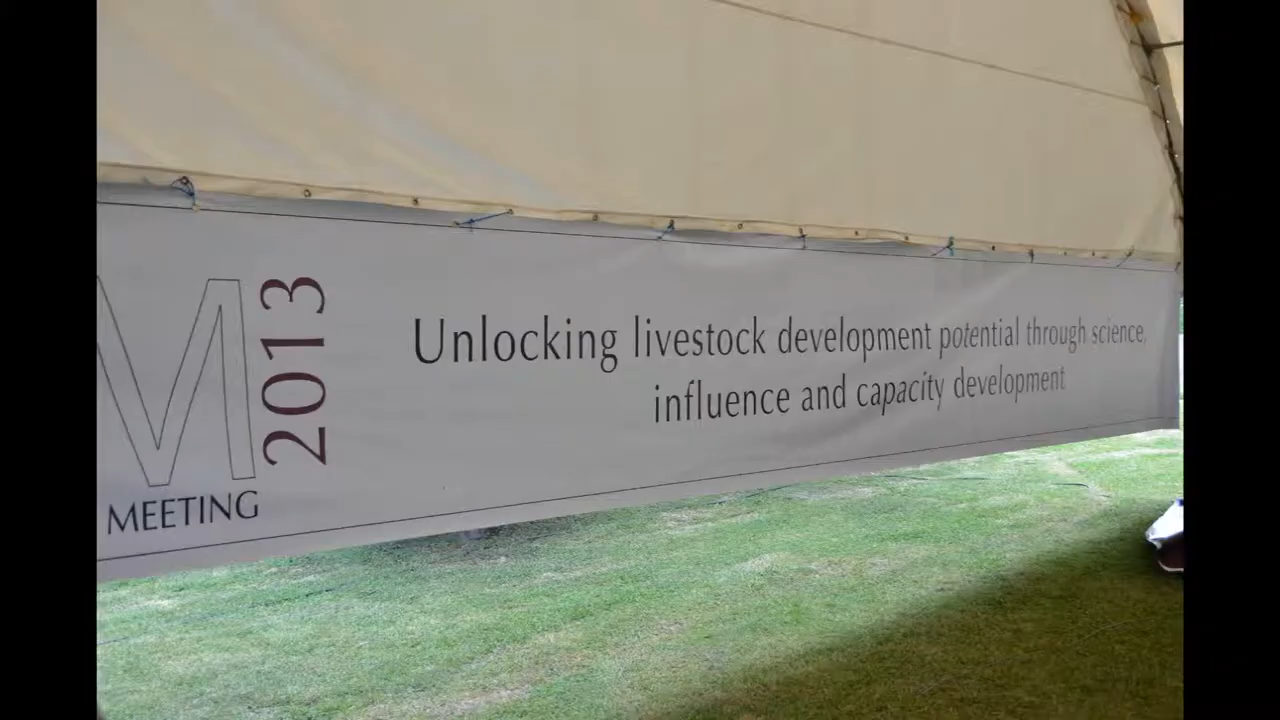 M
2013
MEETING
Unlocking livestock development potential through science,
influence and capacity development